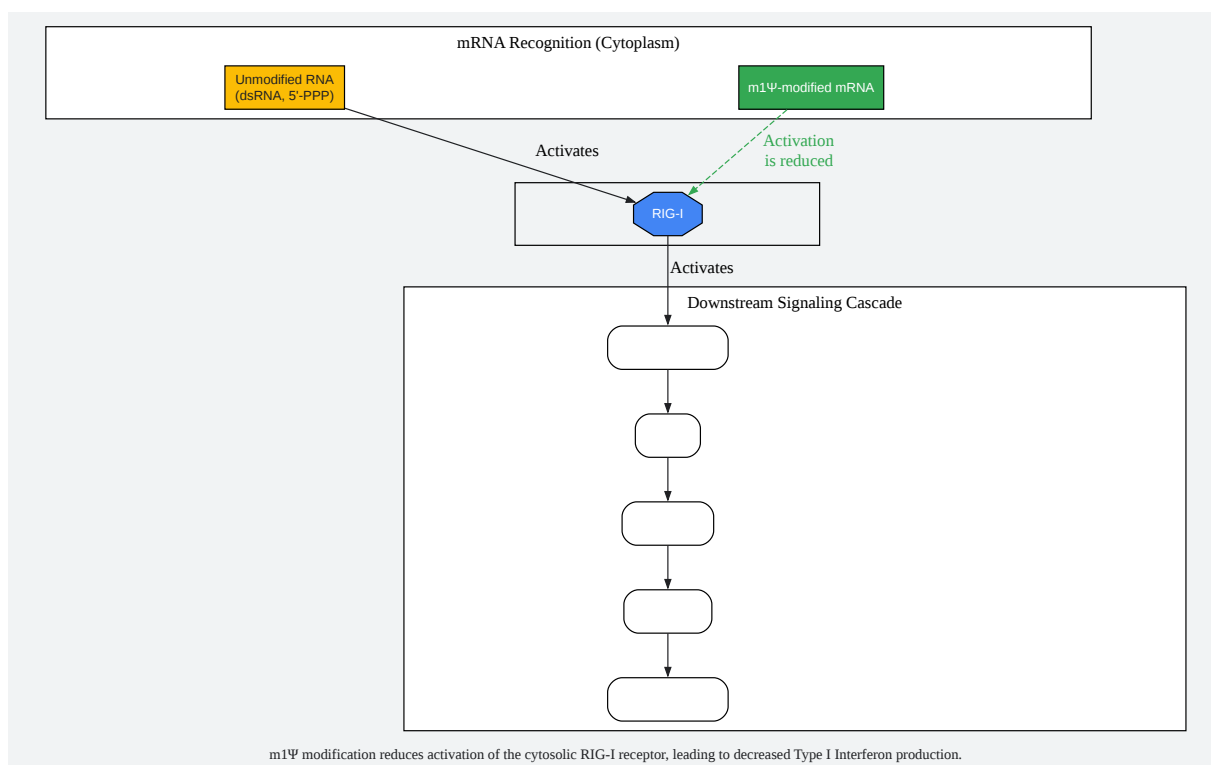 mRNA Recognition (Cytoplasm)
Unmodified RNA
(dsRNA, 5'-PPP)
m1Ψ-modified mRNA
Activates
Activation
is reduced
RIG-I
Activates
Downstream Signaling Cascade
m1Ψ modification reduces activation of the cytosolic RIG-I receptor, leading to decreased Type I Interferon production.